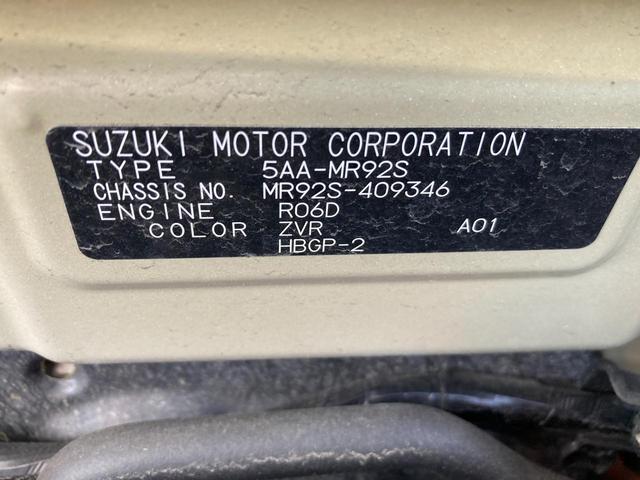 SUZUKI MOTOR CORPORATION
TYPE 5AA-MR92S
CHASSIS NO. MR92S-409346
ENGINE R06D
COLOR ZVR A01
HBGP-2